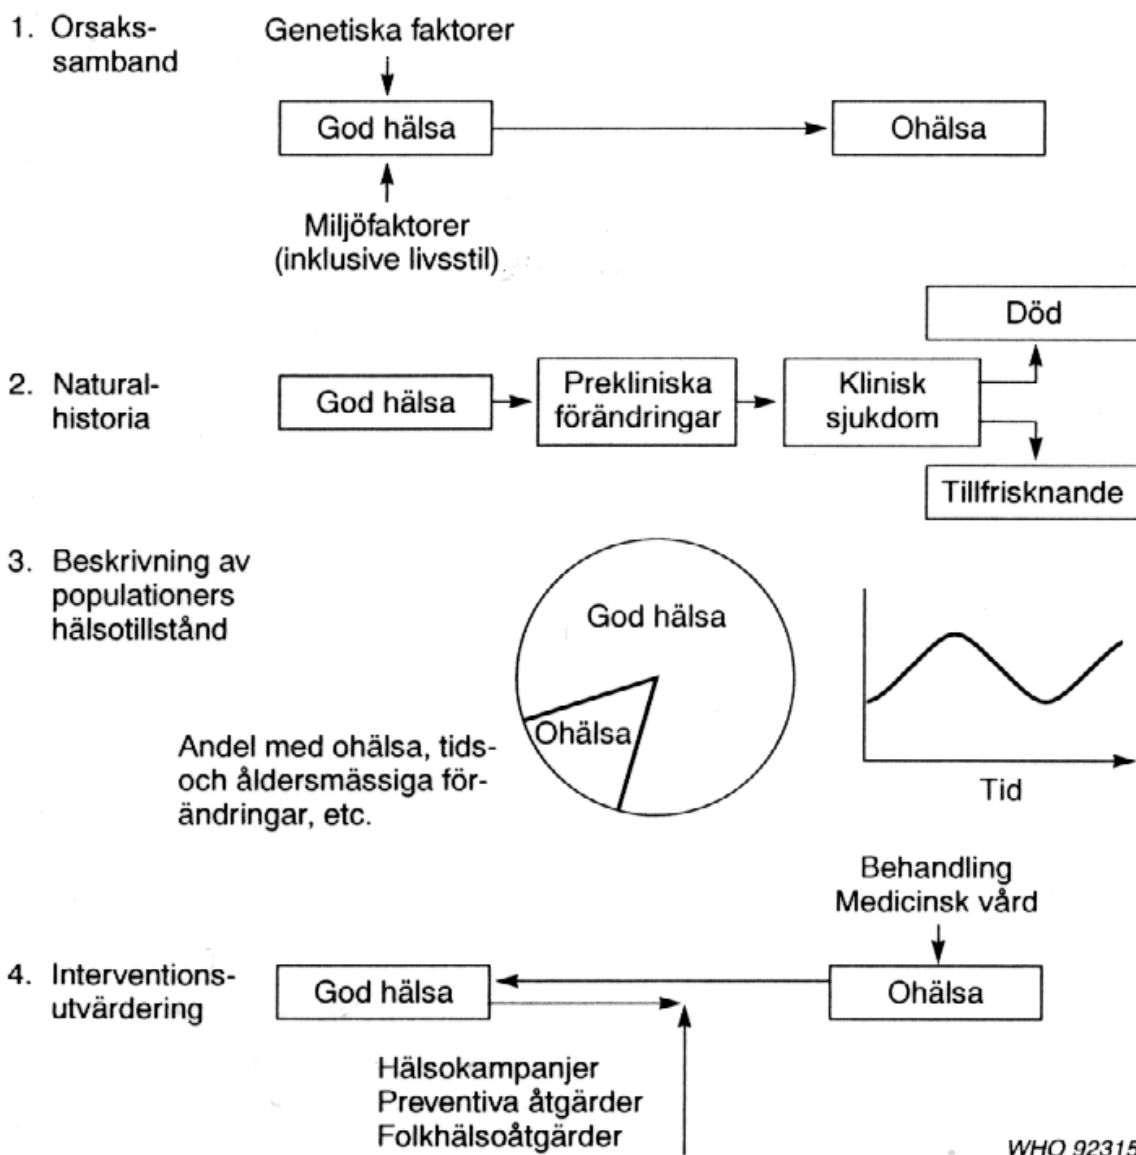 1. Orsaks-
samband
Genetiska faktorer
God hälsa
Ohälsa
Miljöfaktorer
(inklusive livsstil)
2. Natural-
historia
God hälsa
Prekliniska
förändringar
Klinisk
sjukdom
Död
Tillfrisknande
3. Beskrivning av
populationers
hälsotillstånd
God hälsa
Ohälsa
Andel med ohälsa, tids-
och åldersmässiga för-
ändringar, etc.
Tid
Behandling
Medicinsk vård
4. Interventions-
utvärdering
God hälsa
Ohälsa
Hälsokampanjer
Preventiva åtgärder
Folkhälsoåtgärder
WHO 92315